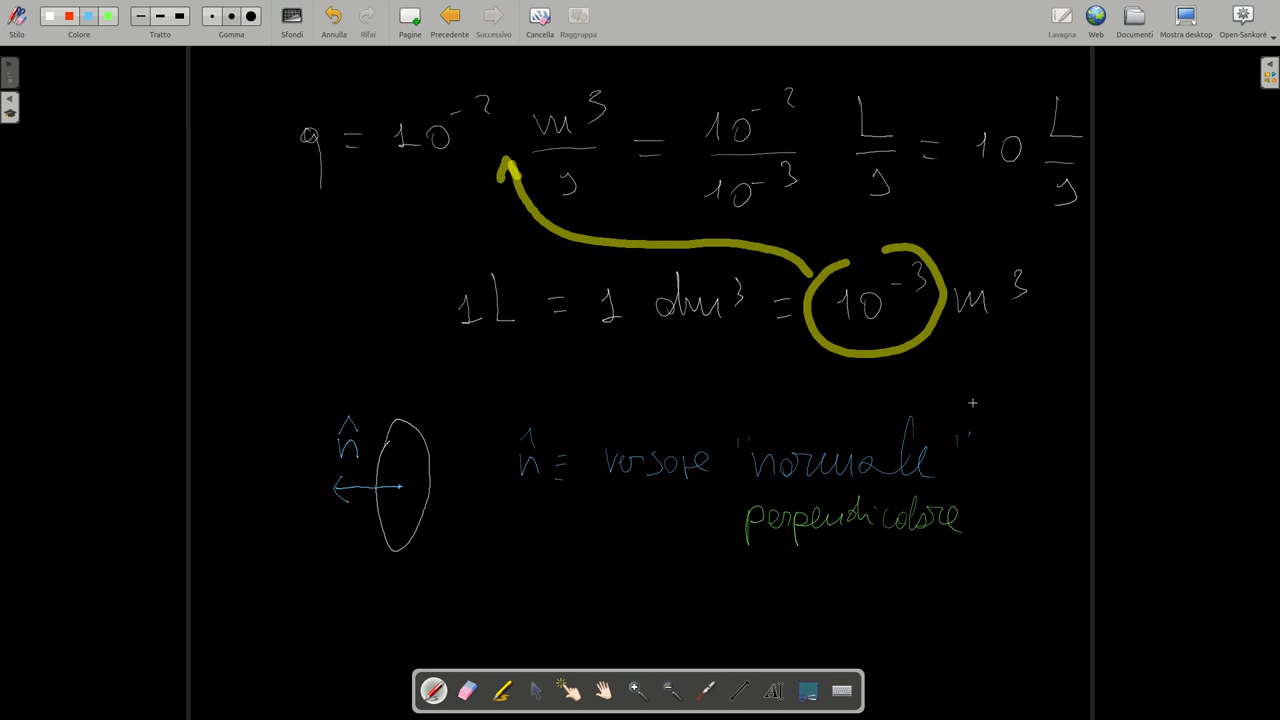 Stilo Colore Tratto Gomma Sfondi Annulla Rifai Pagine Precedente Successivo Cancella Raggruppa Lavagna Web Documenti Mostra desktop Open-Sankoré
q = 10⁻² m³/s = 10⁻²/10⁻³ L/s = 10 L/s
1L = 1 dm³ = 10⁻³ m³
n̂
n̂ = versore "normale"
perpendicolare